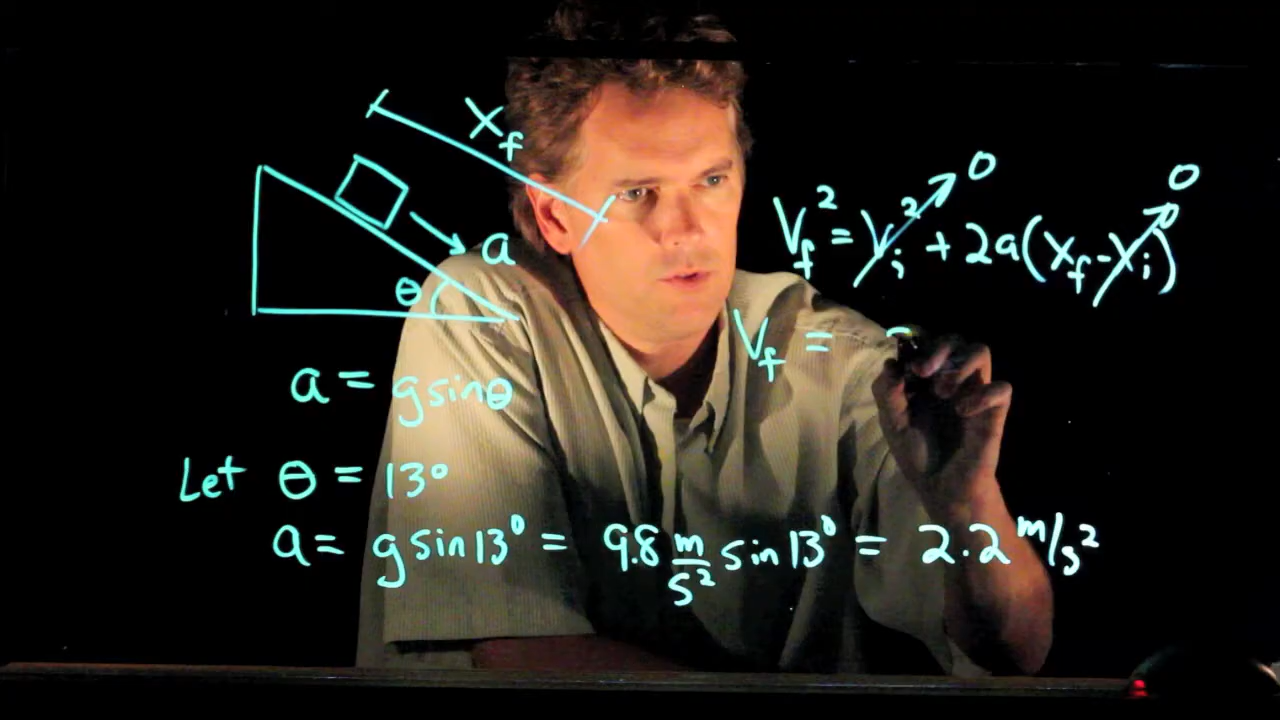 X_f
a
θ
a = g sinθ
Let θ = 13°
a = g sin 13° = 9.8 m/s² sin 13° = 2.2 m/s²
0 0
V_f² = V_i² + 2a(X_f - X_i)
V_f =